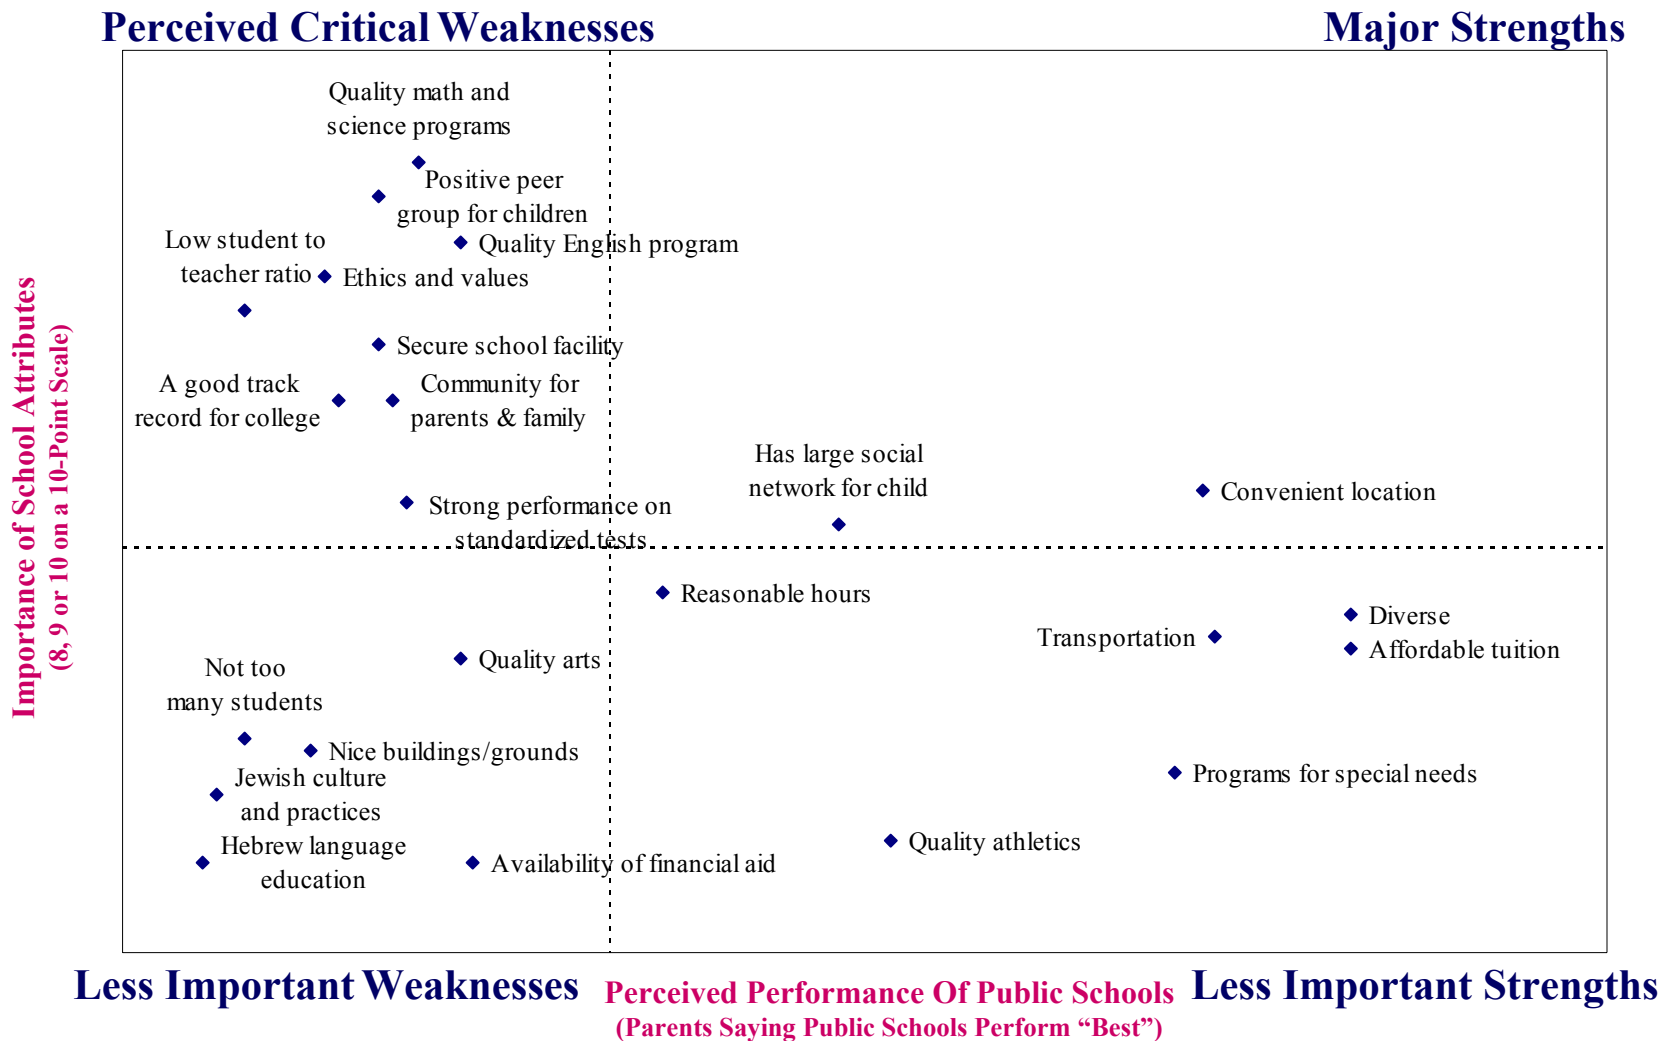 Perceived Critical Weaknesses
Major Strengths
Quality math and
science programs
Positive peer
group for children
Quality English program
Low student to
teacher ratio
Ethics and values
Secure school facility
A good track
record for college
Community for
parents & family
Has large social
network for child
Convenient location
Strong performance on
standardized tests
Reasonable hours
Diverse
Transportation
Affordable tuition
Quality arts
Not too
many students
Nice buildings/grounds
Jewish culture
and practices
Programs for special needs
Quality athletics
Hebrew language
education
Availability of financial aid
Importance of School Attributes
(8, 9 or 10 on a 10-Point Scale)
Less Important Weaknesses
Perceived Performance Of Public Schools
(Parents Saying Public Schools Perform “Best”)
Less Important Strengths